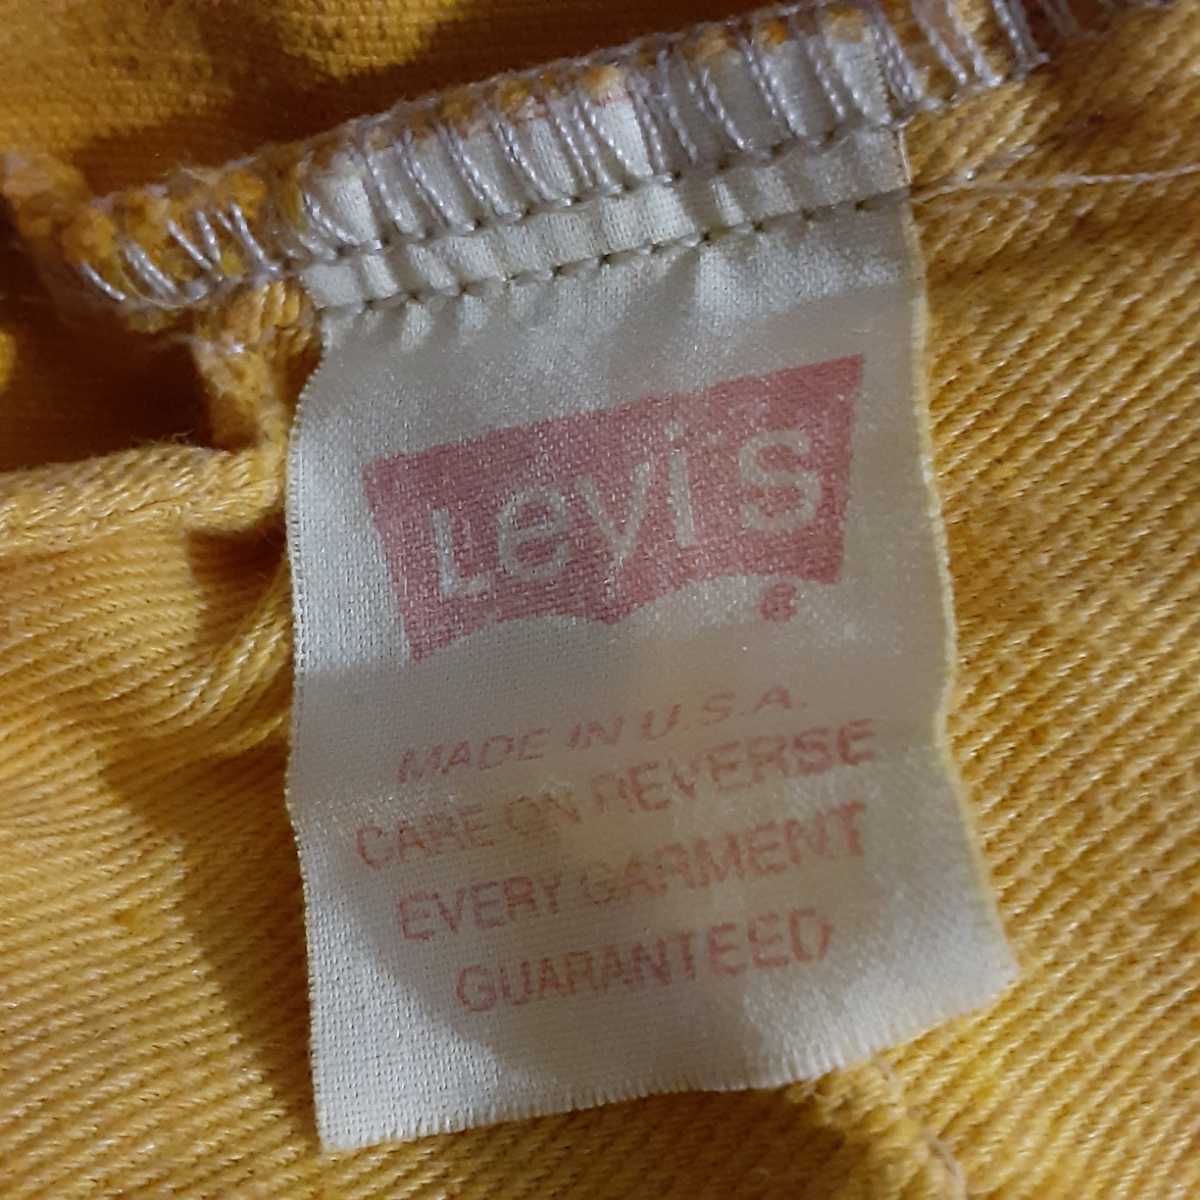 Levi's ®
MADE IN U.S.A.
CARE ON REVERSE
EVERY GARMENT
GUARANTEED